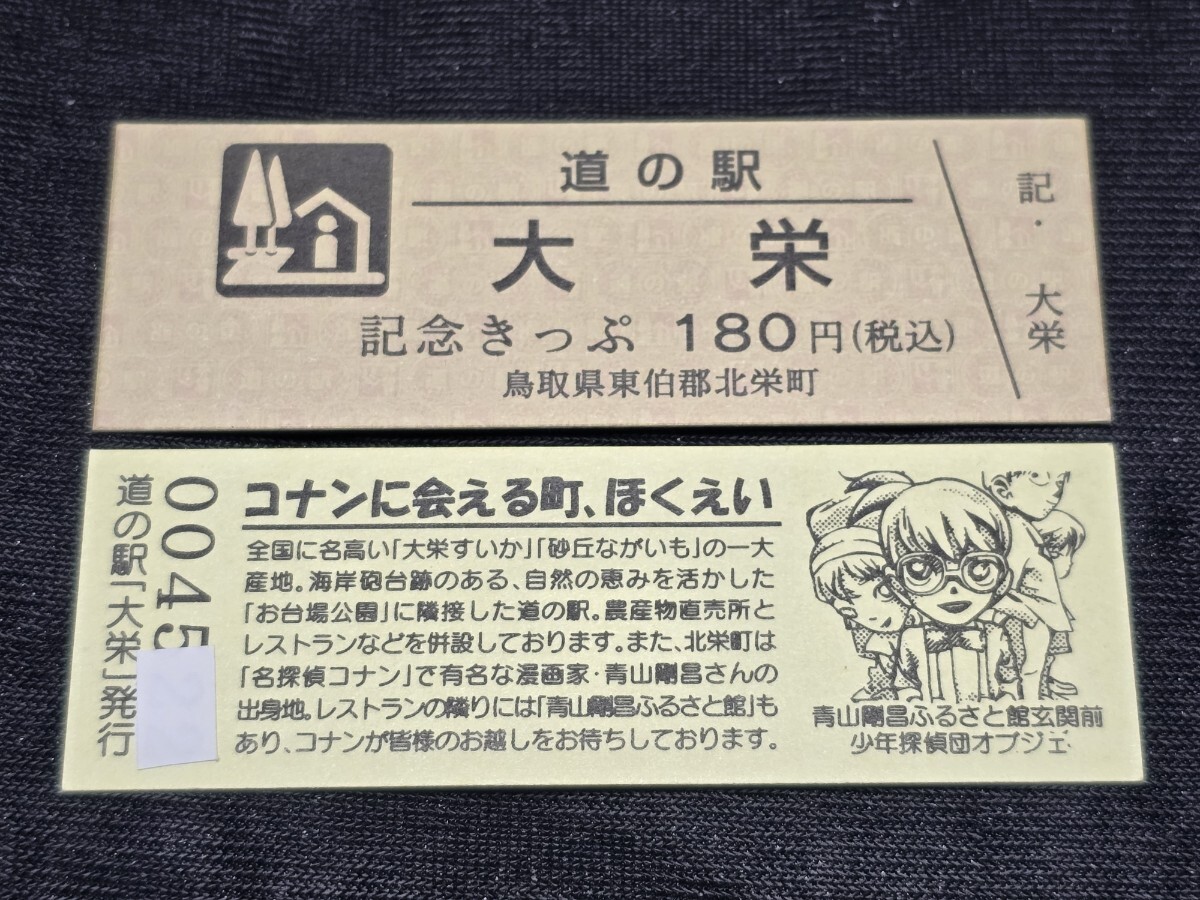 道の駅
大栄
記念きっぷ 180円(税込)
鳥取県東伯郡北栄町
記・
大栄
道の駅「大栄」発行
0045
コナンに会える町、ほくえい
全国に名高い「大栄すいか」「砂丘ながいも」の一大
産地。海岸砲台跡のある、自然の恵みを活かした
「お台場公園」に隣接した道の駅。農産物直売所と
レストランなどを併設しております。また、北栄町は
「名探偵コナン」で有名な漫画家・青山剛昌さんの
出身地。レストランの隣りには「青山剛昌ふるさと館」も
あり、コナンが皆様のお越しをお待ちしております。
青山剛昌ふるさと館玄関前
少年探偵団オブジェ